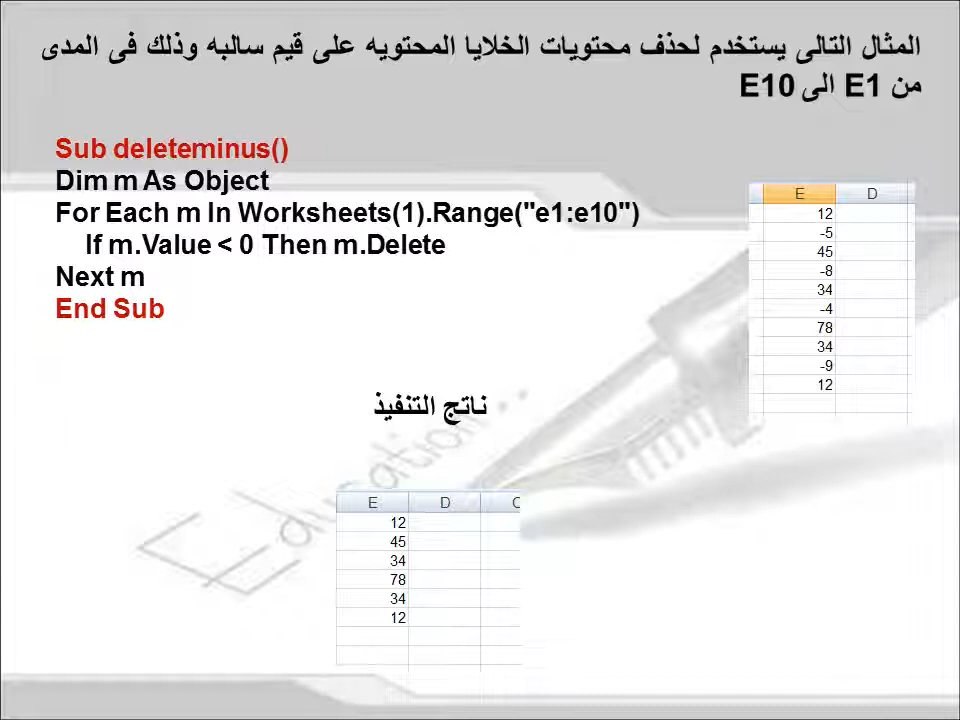 المثال التالى يستخدم لحذف محتويات الخلايا المحتويه على قيم سالبه وذلك فى المدى
من E1 الى E10
Sub deleteminus()
Dim m As Object
For Each m In Worksheets(1).Range("e1:e10")
If m.Value < 0 Then m.Delete
Next m
End Sub
E D
12
-5
45
-8
34
-4
78
34
-9
12
ناتج التنفيذ
E D C
12
45
34
78
34
12